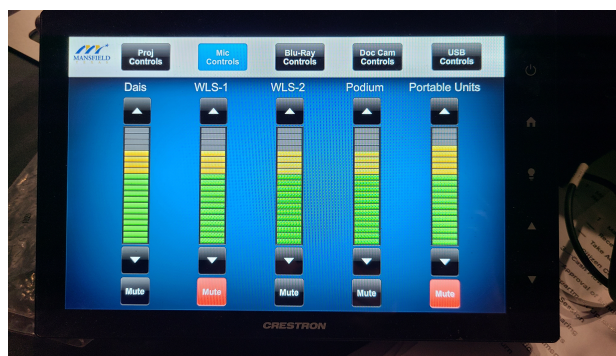 MANSFIELD
Proj
Controls
Mic
Controls
Blu-Ray
Controls
Doc Cam
Controls
USB
Controls
Dais
WLS-1
WLS-2
Podium
Portable Units
Mute
Mute
Mute
Mute
Mute
CRESTRON
Take A